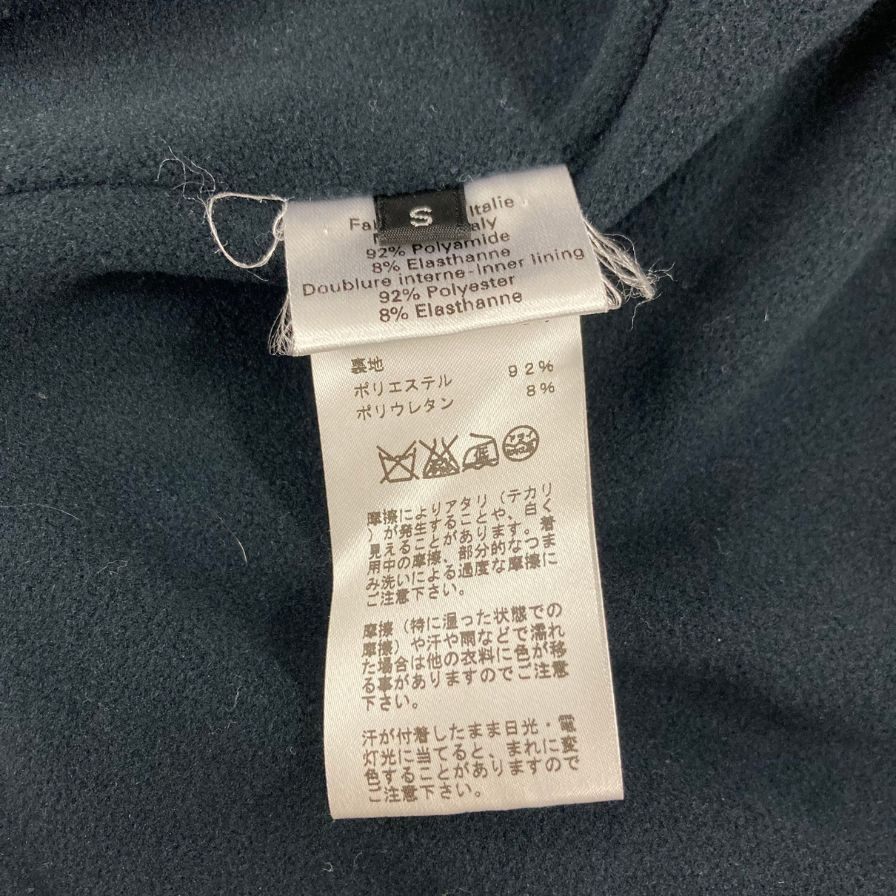 S
Italie
92% Polyamide
8% Elasthanne
Doublure interne-Inner lining
92% Polyester
8% Elasthanne
裏地
ポリエステル 92%
ポリウレタン 8%
摩擦によりアタリ(テカリ
)が発生することや、白く
見えることがあります。着
用中の摩擦、部分的なつま
み洗いによる過度な摩擦に
ご注意下さい。
摩擦(特に湿った状態での
摩擦)や汗や雨などで濡れ
た場合は他の衣料に色が移
る事がありますのでご注意
下さい。
汗が付着したまま日光・電
灯光に当てると、まれに変
色することがありますので
ご注意下さい。